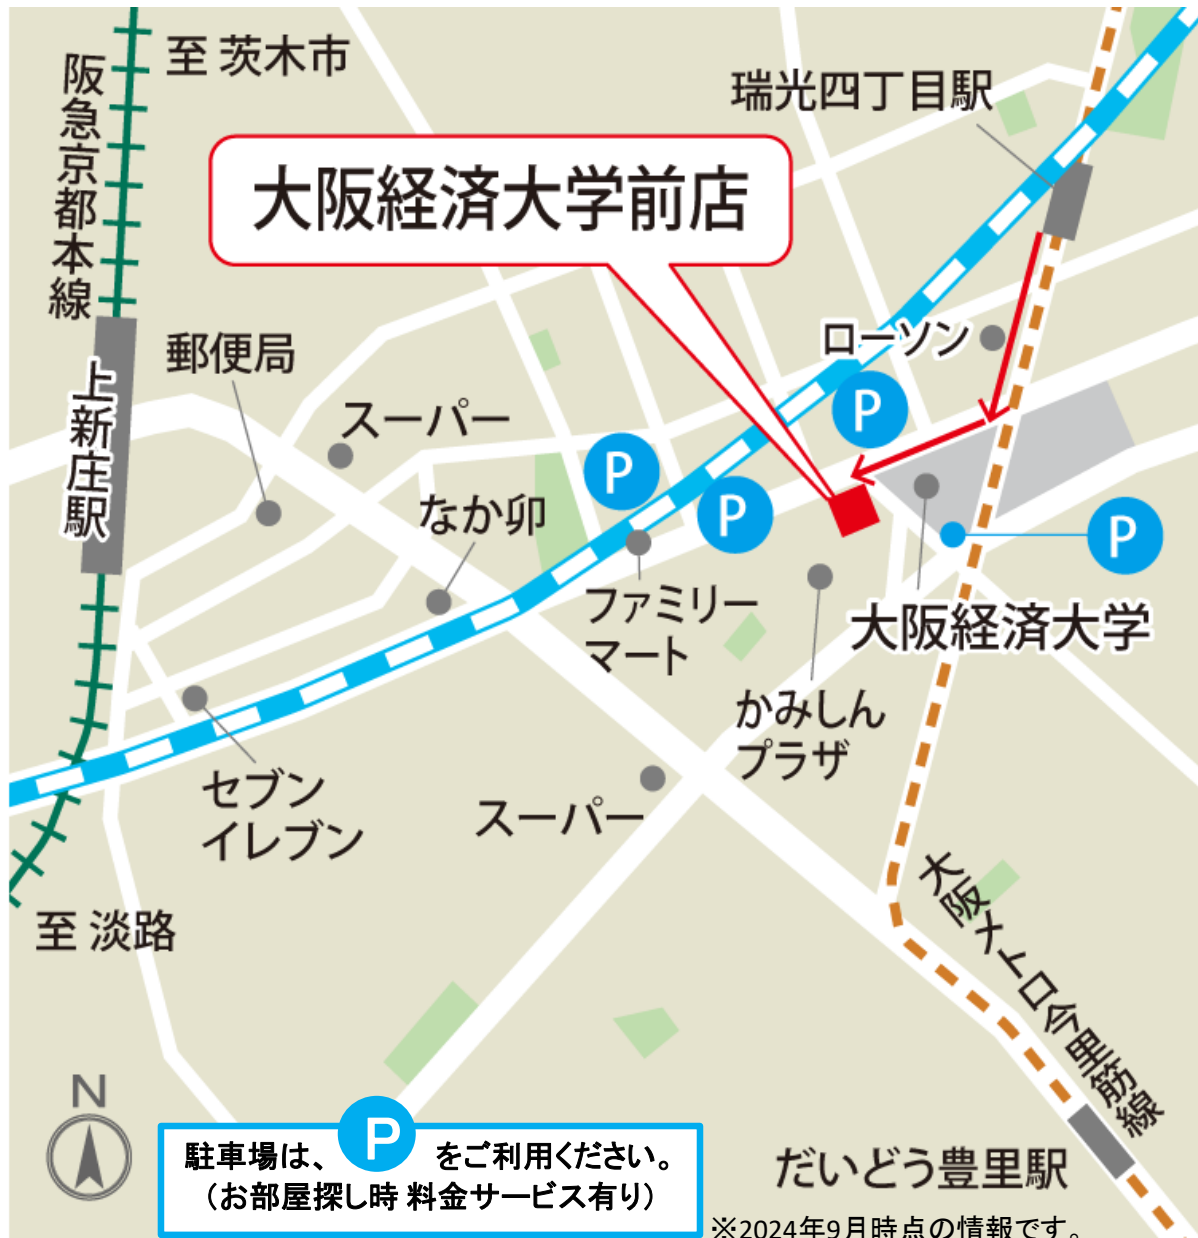 至 茨木市
阪急京都本線
瑞光四丁目駅
大阪経済大学前店
ローソン
郵便局
上新庄駅
スーパー
P
P
P
なか卯
P
ファミリー
マート
大阪経済大学
かみしん
プラザ
セブン
イレブン
スーパー
至 淡路
大阪メトロ今里筋線
N
だいどう豊里駅
駐車場は、 P をご利用ください。
（お部屋探し時 料金サービス有り）
※2024年9月時点の情報です。